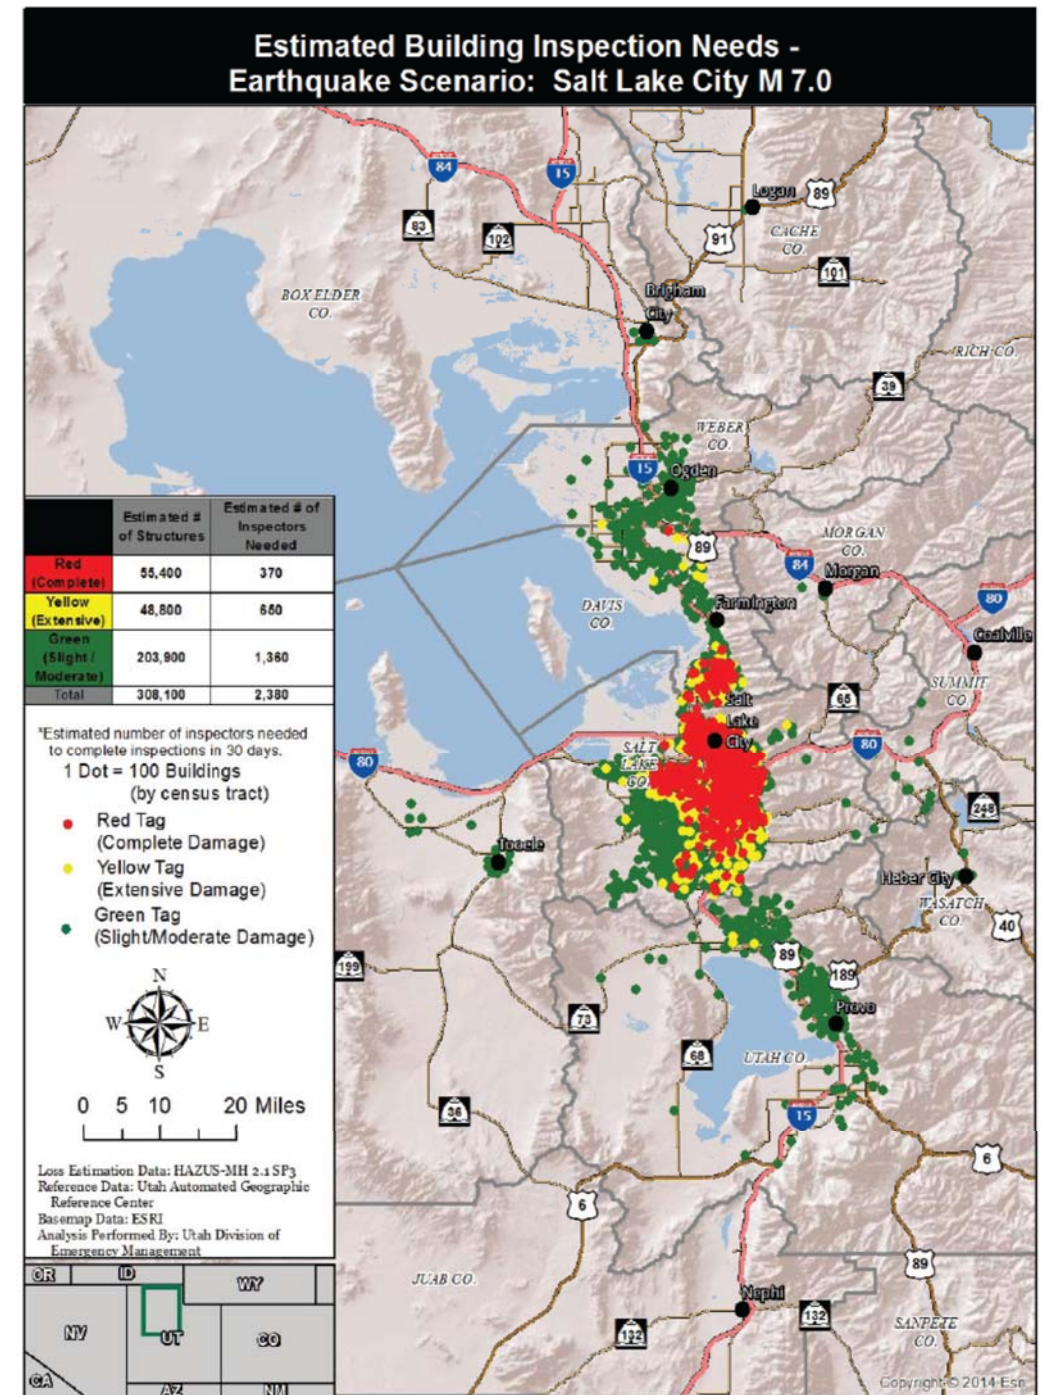 Estimated Building Inspection Needs -
Earthquake Scenario: Salt Lake City M 7.0
84
15
83
102
Logan
89
91
CACHE
CO.
101
BOX ELDER
CO.
Brigham
City
RICH CO.
39
WEBER
CO.
15
Ogden
89
MORGAN
CO.
84
Morgan
80
DAVIS
CO.
Farmington
Coalville
SUMMIT
CO.
65
Salt
Lake
City
80
SALT
LAKE
CO.
80
248
Tooele
Heber City
WASATCH
CO.
40
199
89
189
73
Provo
68
UTAH CO.
36
15
6
6
89
JUAB CO.
Nephi
132
132
SANPETE
CO.
Estimated #
of Structures
Estimated # of
Inspectors
Needed
Red
(Complete)
55,400
370
Yellow
(Extensive)
48,800
650
Green
(Slight /
Moderate)
203,900
1,360
Total
308,100
2,380
*Estimated number of inspectors needed
to complete inspections in 30 days.
1 Dot = 100 Buildings
(by census tract)
Red Tag
(Complete Damage)
Yellow Tag
(Extensive Damage)
Green Tag
(Slight/Moderate Damage)
N
W
E
S
0 5 10 20 Miles
Loss Estimation Data: HAZUS-MH 2.1 SP3
Reference Data: Utah Automated Geographic
Reference Center
Basemap Data: ESRI
Analysis Performed By: Utah Division of
Emergency Management
OR
ID
WY
NV
UT
CO
CA
AZ
NM
Copyright © 2014 Esri